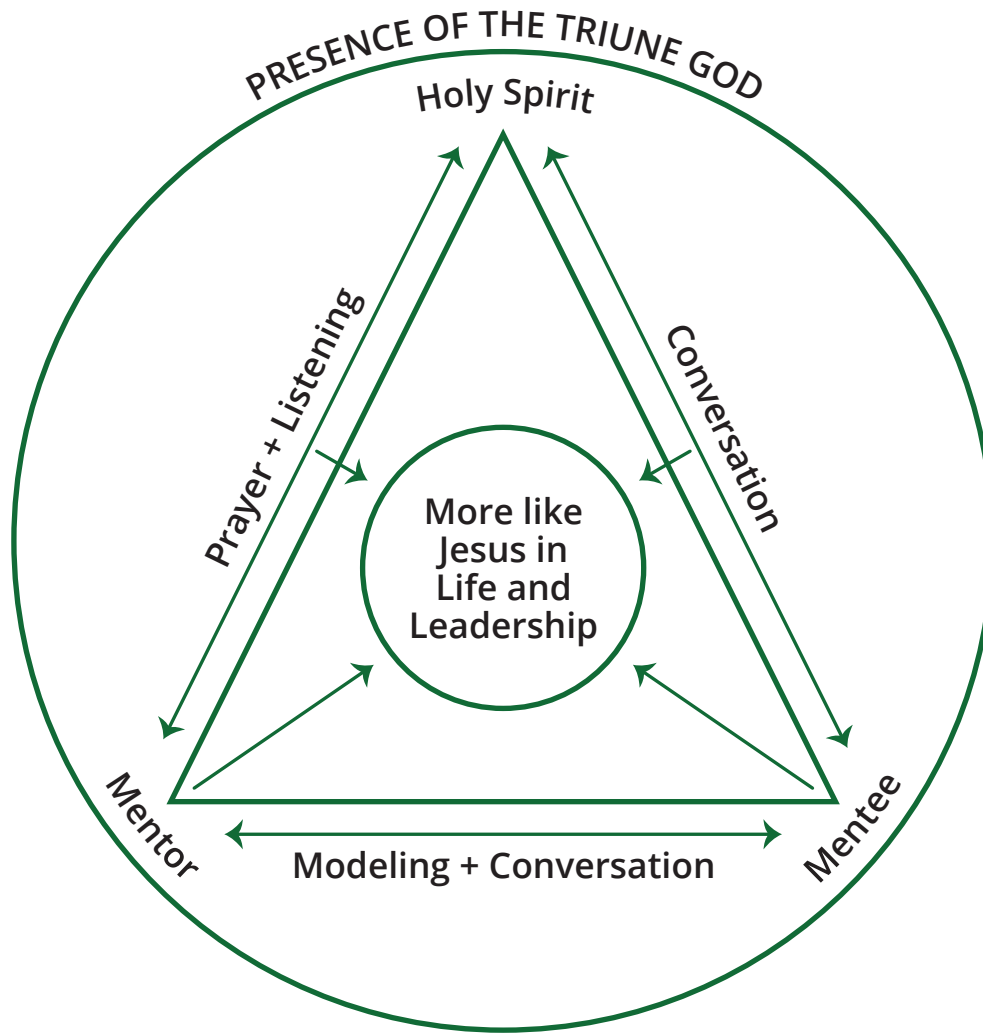 PRESENCE OF THE TRIUNE GOD
Holy Spirit
Prayer + Listening
Conversation
More like
Jesus in
Life and
Leadership
Mentor
Mentee
Modeling + Conversation